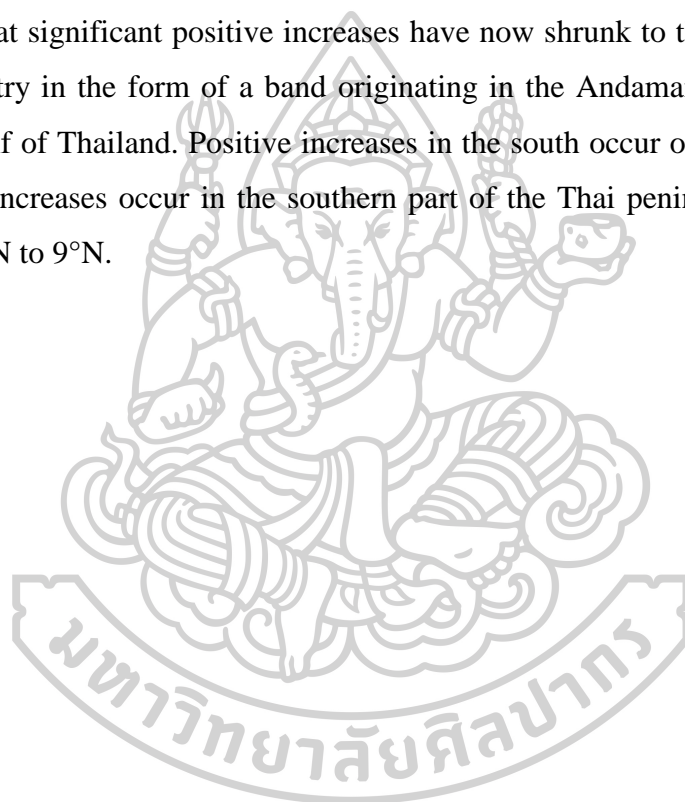 at significant positive increases have now shrunk to t
try in the form of a band originating in the Andama
f of Thailand. Positive increases in the south occur o
increases occur in the southern part of the Thai peni
N to 9°N.
มหาวิทยาลัยศิลปากร